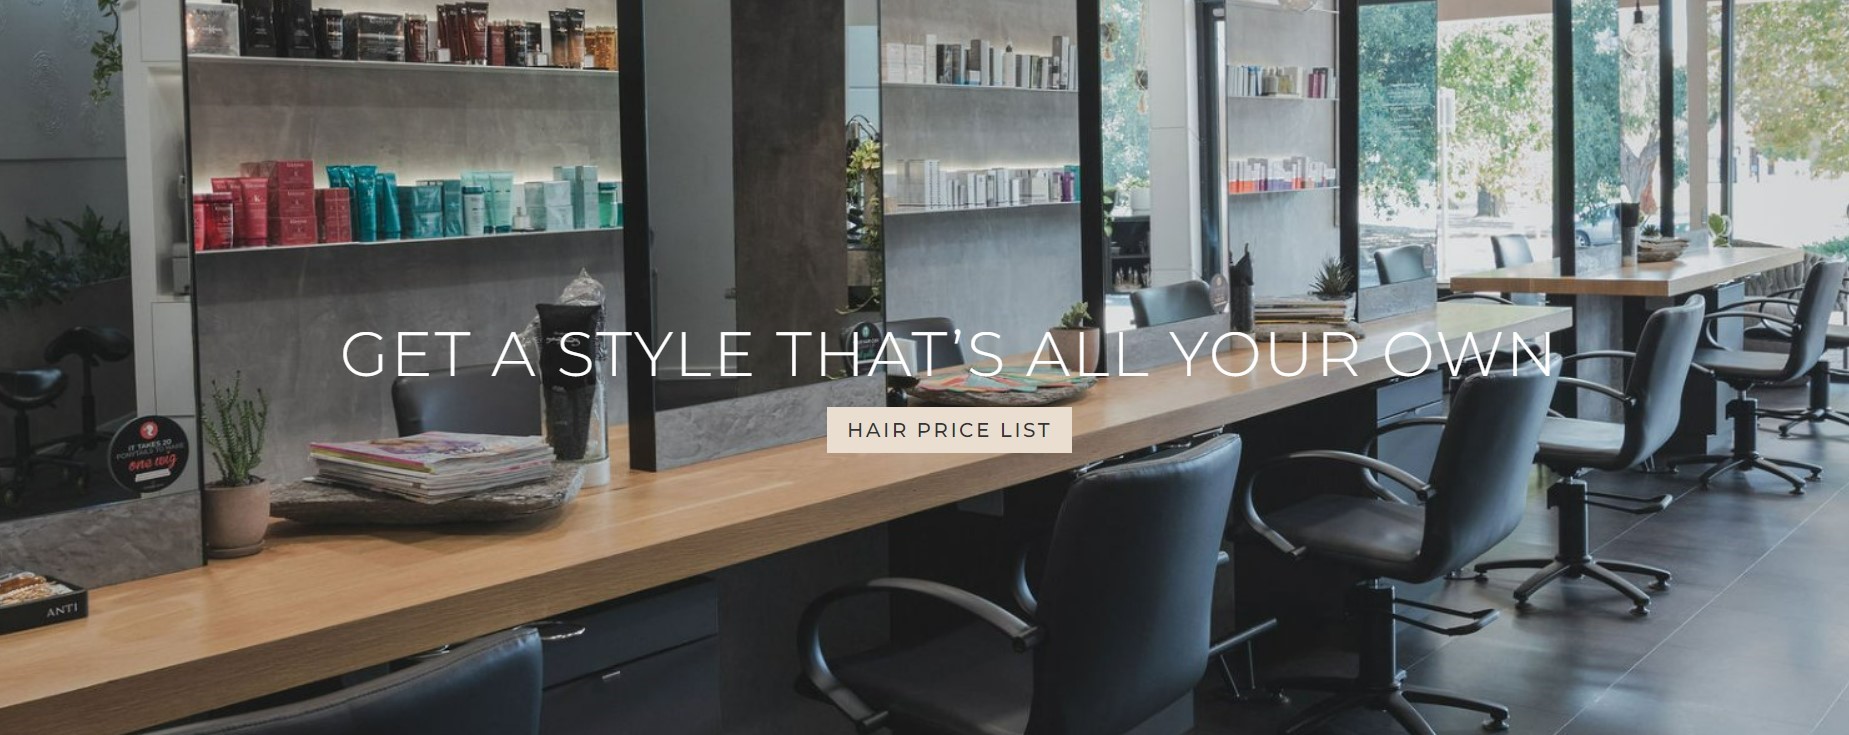 GET A STYLE THAT’S ALL YOUR OWN
HAIR PRICE LIST
IT TAKES 20
PONYTAILS TO MAKE
one wig
ANTI